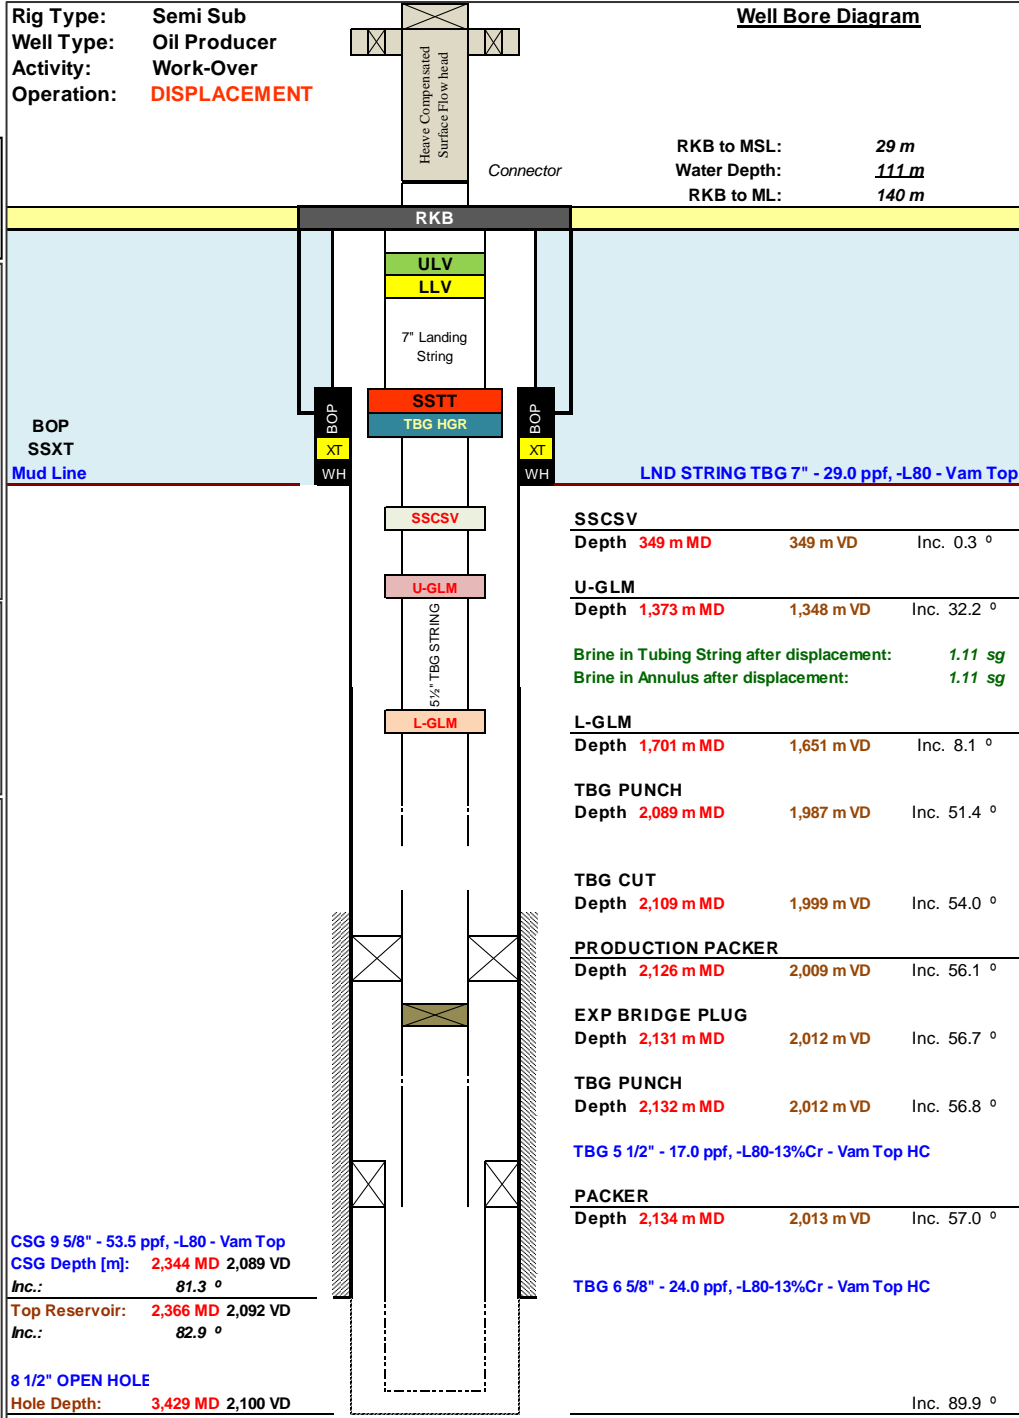 Rig Type: Semi Sub
Well Bore Diagram
Well Type: Oil Producer
Activity: Work-Over
Operation: DISPLACEMENT
Heave Compensated
Surface Flow head
Connector
RKB to MSL: 29 m
Water Depth: 111 m
RKB to ML: 140 m
RKB
ULV
LLV
7" Landing
String
SSTT
TBG HGR
BOP
BOP
BOP
SSXT
XT
XT
Mud Line
WH
WH
LND STRING TBG 7" - 29.0 ppf, -L80 - Vam Top
SSCSV
SSCSV
Depth 349 m MD 349 m VD Inc. 0.3 º
U-GLM
U-GLM
Depth 1,373 m MD 1,348 m VD Inc. 32.2 º
5½" TBG STRING
Brine in Tubing String after displacement: 1.11 sg
Brine in Annulus after displacement: 1.11 sg
L-GLM
L-GLM
Depth 1,701 m MD 1,651 m VD Inc. 8.1 º
TBG PUNCH
Depth 2,089 m MD 1,987 m VD Inc. 51.4 º
TBG CUT
Depth 2,109 m MD 1,999 m VD Inc. 54.0 º
PRODUCTION PACKER
Depth 2,126 m MD 2,009 m VD Inc. 56.1 º
EXP BRIDGE PLUG
Depth 2,131 m MD 2,012 m VD Inc. 56.7 º
TBG PUNCH
Depth 2,132 m MD 2,012 m VD Inc. 56.8 º
TBG 5 1/2" - 17.0 ppf, -L80-13%Cr - Vam Top HC
PACKER
Depth 2,134 m MD 2,013 m VD Inc. 57.0 º
CSG 9 5/8" - 53.5 ppf, -L80 - Vam Top
CSG Depth [m]: 2,344 MD 2,089 VD
Inc.: 81.3 º
TBG 6 5/8" - 24.0 ppf, -L80-13%Cr - Vam Top HC
Top Reservoir: 2,366 MD 2,092 VD
Inc.: 82.9 º
8 1/2" OPEN HOLE
Hole Depth: 3,429 MD 2,100 VD
Inc. 89.9 º